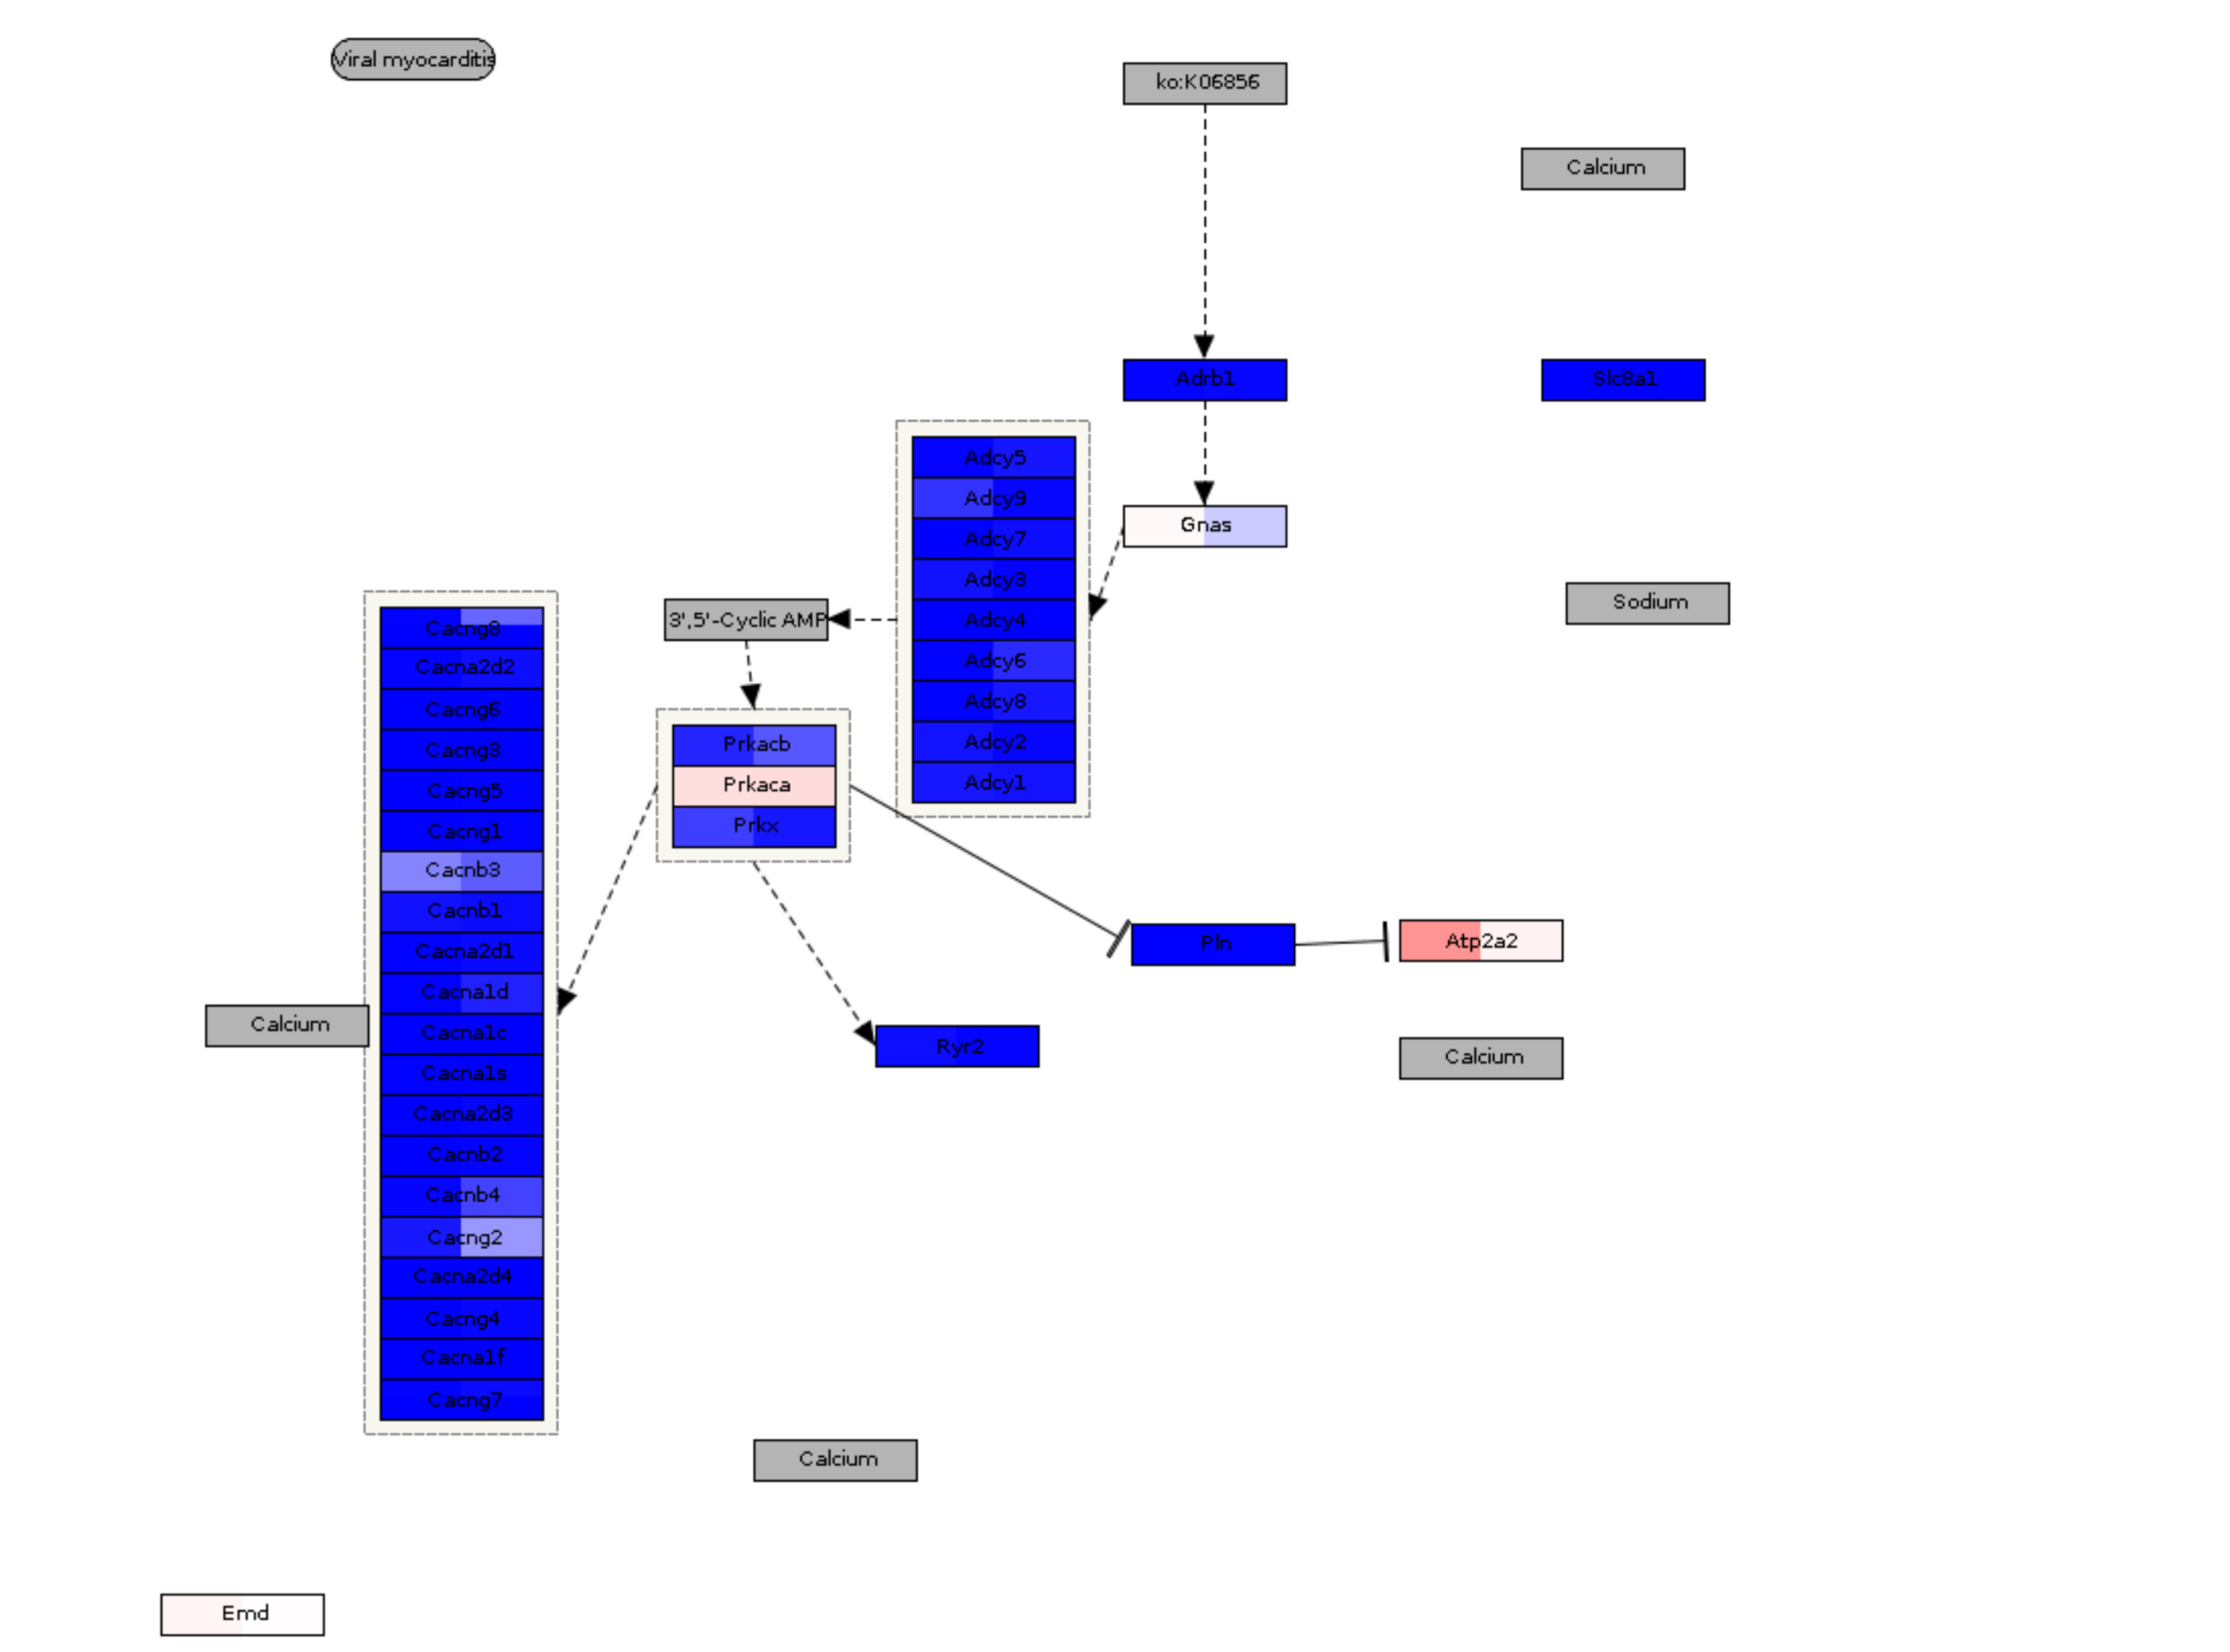 Viral myocarditis
ko:K06856
Calcium
Adrb1
Slc8a1
Adcy5
Adcy9
Gnas
Adcy7
Adcy3
Adcy4
Adcy6
Adcy8
Adcy2
Adcy1
Sodium
3',5'-Cyclic AMP
Prkacb
Prkaca
Prkx
Cacng8
Cacna2d2
Cacng6
Cacng3
Cacng5
Cacng1
Cacnb3
Cacnb1
Cacna2d1
Cacna1d
Cacna1c
Cacna1s
Cacna2d3
Cacnb2
Cacnb4
Cacng2
Cacna2d4
Cacng4
Cacna1f
Cacng7
Pln
Atp2a2
Calcium
Ryr2
Calcium
Calcium
Emd